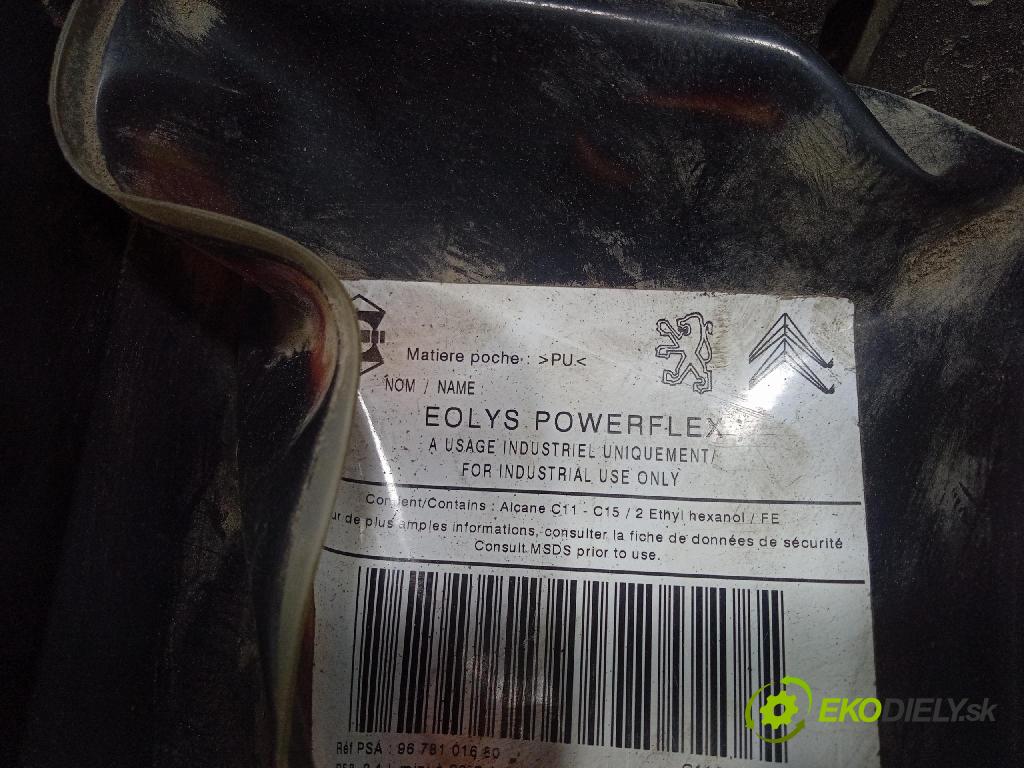 Matiere poche : >PU<
NOM / NAME
EOLYS POWERFLEX
A USAGE INDUSTRIEL UNIQUEMENT/
FOR INDUSTRIAL USE ONLY
Content/Contains : Alcane C11 - C15 / 2 Ethyl hexanol / FE
ur de plus amples informations, consulter la fiche de données de sécurité
Consult MSDS prior to use.
Réf PSA : 96 781 016 80
EKODIELY.sk